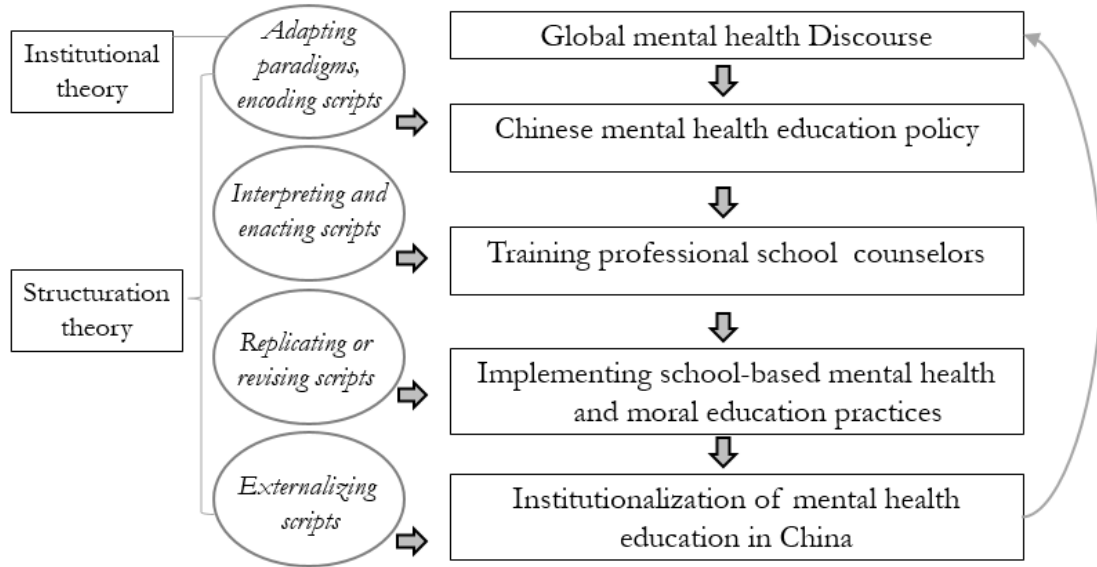 Institutional
theory
Structuration
theory
Adapting
paradigms,
encoding scripts
Interpreting and
enacting scripts
Replicating or
revising scripts
Externalizing
scripts
Global mental health Discourse
Chinese mental health education policy
Training professional school counselors
Implementing school-based mental health
and moral education practices
Institutionalization of mental health
education in China